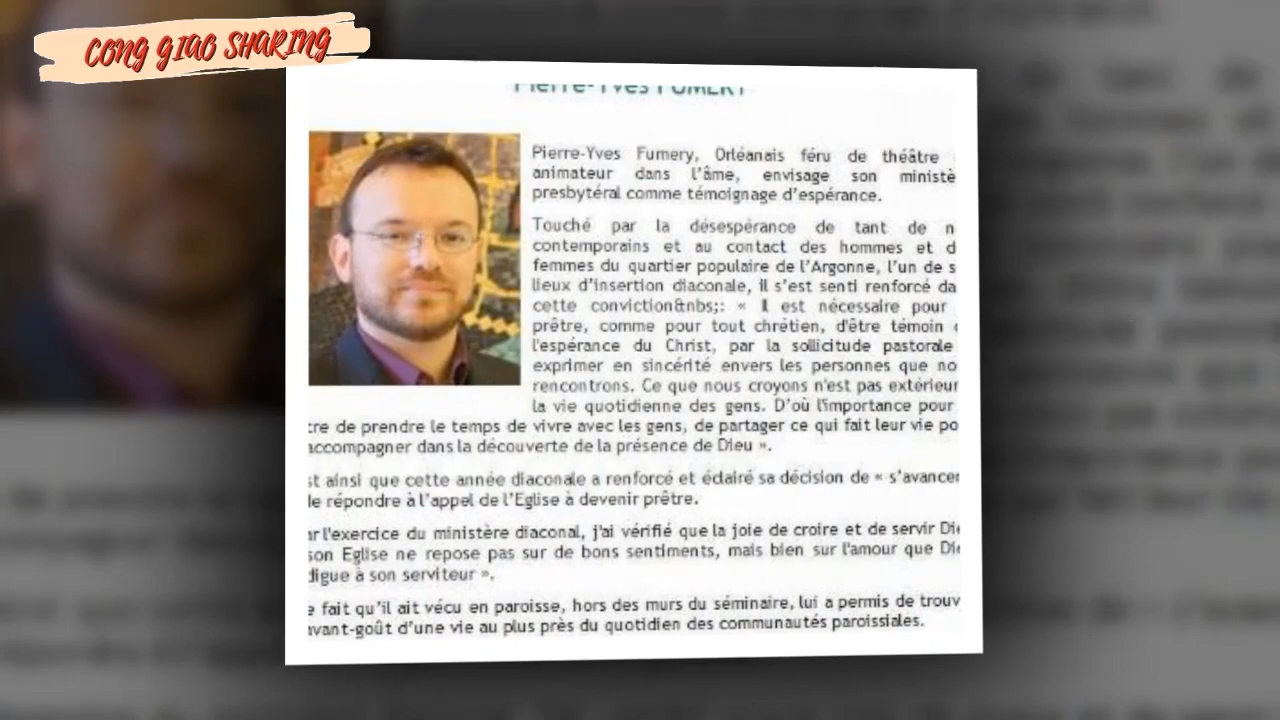 CONG GIAO SHARING
Pierre-Yves FUMERY
Pierre-Yves Fumery, Orléanais féru de théâtre
animateur dans l'âme, envisage son ministè
presbytéral comme témoignage d'espérance.
Touché par la désespérance de tant de n
contemporains et au contact des hommes et d
femmes du quartier populaire de l'Argonne, l'un de s
lieux d'insertion diaconale, il s'est senti renforcé da
cette conviction&nbs;: « Il est nécessaire pour
prêtre, comme pour tout chrétien, d'être témoin
l'espérance du Christ, par la sollicitude pastorale
exprimer en sincérité envers les personnes que no
rencontrons. Ce que nous croyons n'est pas extérieur
la vie quotidienne des gens. D'où l'importance pour
cre de prendre le temps de vivre avec les gens, de partager ce qui fait leur vie po
accompagner dans la découverte de la présence de Dieu ».
st ainsi que cette année diaconale a renforcé et éclairé sa décision de « s'avancer
le répondre à l'appel de l'Eglise à devenir prêtre.
ar l'exercice du ministère diaconal, j'ai vérifié que la joie de croire et de servir Die
son Eglise ne repose pas sur de bons sentiments, mais bien sur l'amour que Die
digue à son serviteur ».
e fait qu'il ait vécu en paroisse, hors des murs du séminaire, lui a permis de trouv
avant-goût d'une vie au plus près du quotidien des communautés paroissiales.